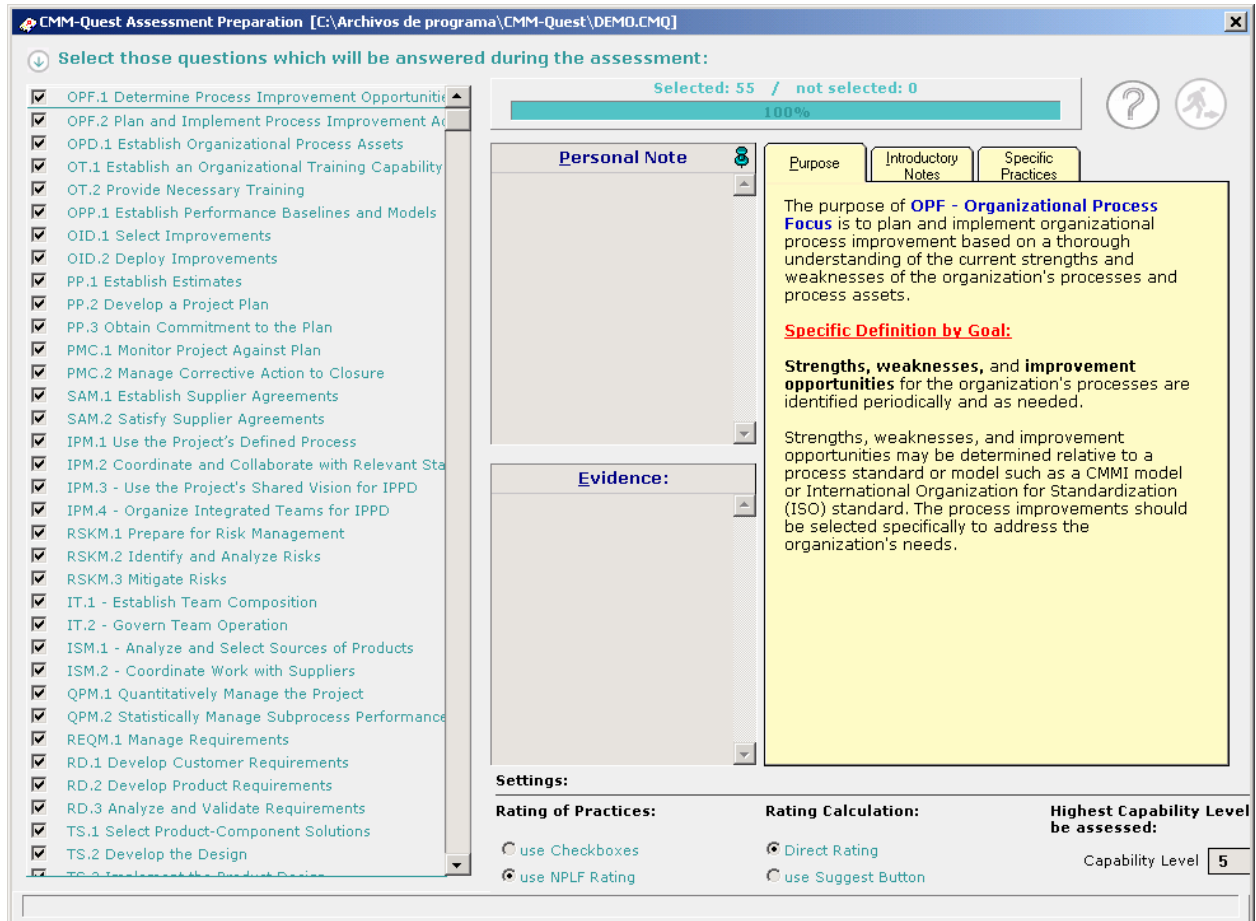 CMM-Quest Assessment Preparation [C:\Archivos de programa\CMM-Quest\DEMO.CMQ]
Select those questions which will be answered during the assessment:
OPF.1 Determine Process Improvement Opportunitie
OPF.2 Plan and Implement Process Improvement Ac
OPD.1 Establish Organizational Process Assets
OT.1 Establish an Organizational Training Capability
OT.2 Provide Necessary Training
OPP.1 Establish Performance Baselines and Models
OID.1 Select Improvements
OID.2 Deploy Improvements
PP.1 Establish Estimates
PP.2 Develop a Project Plan
PP.3 Obtain Commitment to the Plan
PMC.1 Monitor Project Against Plan
PMC.2 Manage Corrective Action to Closure
SAM.1 Establish Supplier Agreements
SAM.2 Satisfy Supplier Agreements
IPM.1 Use the Project's Defined Process
IPM.2 Coordinate and Collaborate with Relevant Sta
IPM.3 - Use the Project's Shared Vision for IPPD
IPM.4 - Organize Integrated Teams for IPPD
RSKM.1 Prepare for Risk Management
RSKM.2 Identify and Analyze Risks
RSKM.3 Mitigate Risks
IT.1 - Establish Team Composition
IT.2 - Govern Team Operation
ISM.1 - Analyze and Select Sources of Products
ISM.2 - Coordinate Work with Suppliers
QPM.1 Quantitatively Manage the Project
QPM.2 Statistically Manage Subprocess Performance
REQM.1 Manage Requirements
RD.1 Develop Customer Requirements
RD.2 Develop Product Requirements
RD.3 Analyze and Validate Requirements
TS.1 Select Product-Component Solutions
TS.2 Develop the Design
TS.3 Implement the Product Design
Selected: 55 / not selected: 0
100%
Personal Note
Evidence:
Purpose
Introductory
Notes
Specific
Practices
The purpose of OPF - Organizational Process
Focus is to plan and implement organizational
process improvement based on a thorough
understanding of the current strengths and
weaknesses of the organization's processes and
process assets.
Specific Definition by Goal:
Strengths, weaknesses, and improvement
opportunities for the organization's processes are
identified periodically and as needed.
Strengths, weaknesses, and improvement
opportunities may be determined relative to a
process standard or model such as a CMMI model
or International Organization for Standardization
(ISO) standard. The process improvements should
be selected specifically to address the
organization's needs.
Settings:
Rating of Practices:
use Checkboxes
use NPLF Rating
Rating Calculation:
Direct Rating
use Suggest Button
Highest Capability Level
be assessed:
Capability Level 5